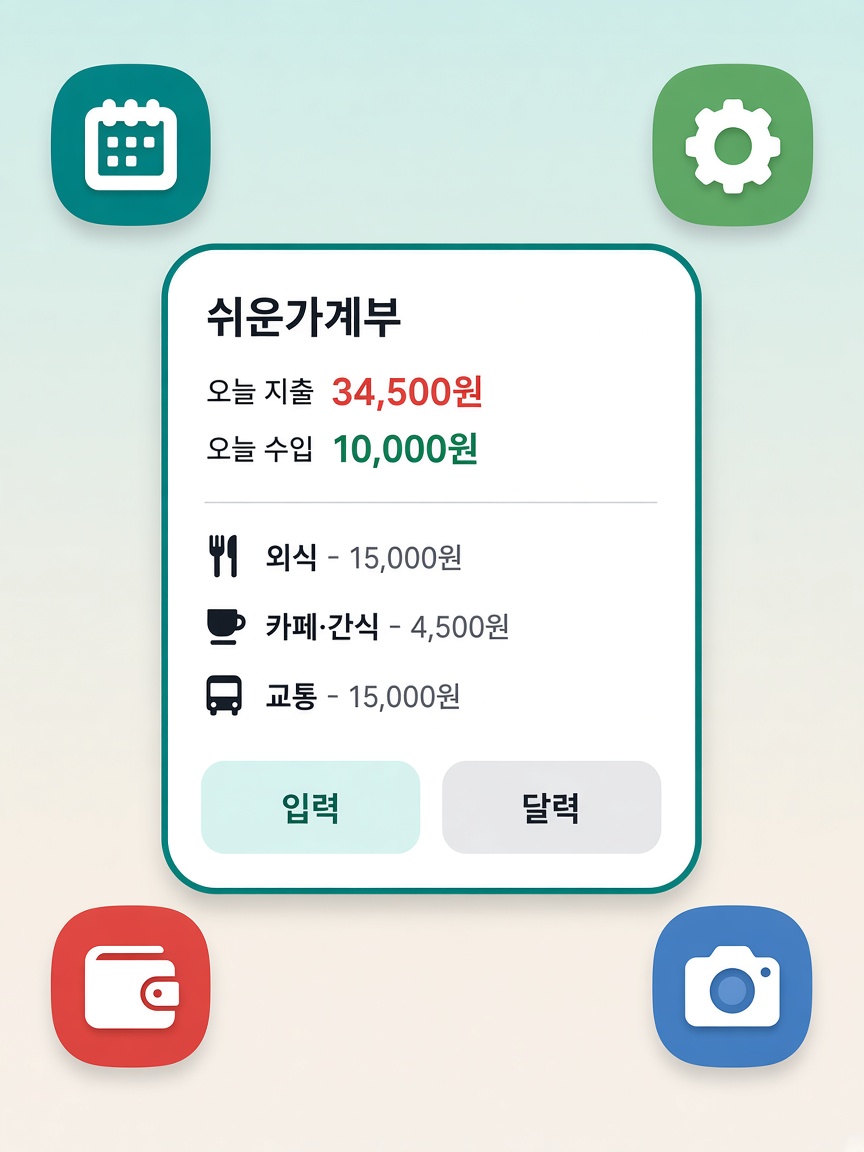 쉬운가계부
오늘 지출 34,500원
오늘 수입 10,000원
외식 - 15,000원
카페·간식 - 4,500원
교통 - 15,000원
입력
달력